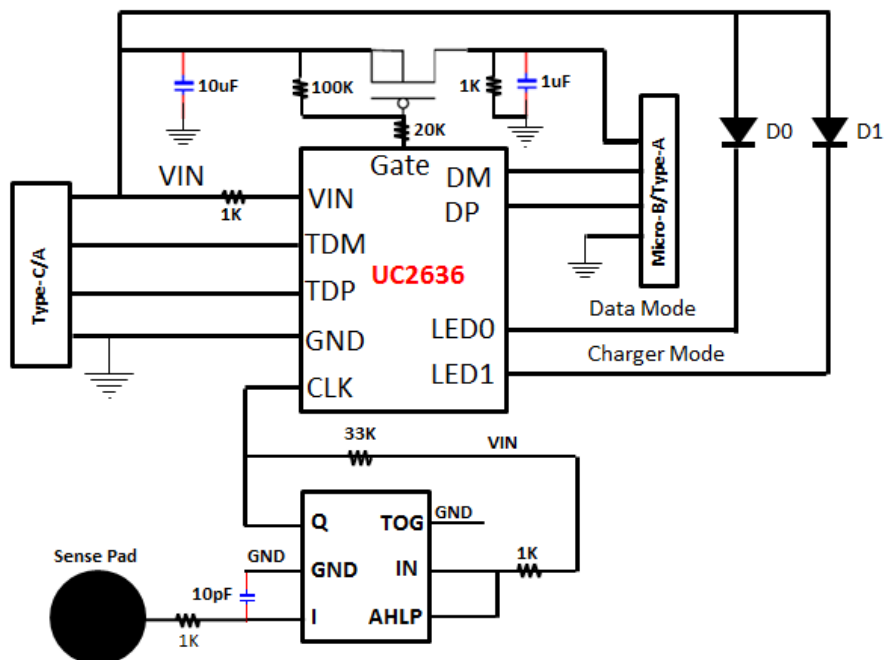 10uF
100K
1K
1uF
20K
D0
D1
Gate
VIN
1K
Type-C/A
VIN
TDM
TDP
GND
CLK
UC2636
DM
DP
LED0
LED1
Micro-B/Type-A
Data Mode
Charger Mode
33K
VIN
Q
GND
I
TOG
IN
AHLP
GND
1K
Sense Pad
GND
10pF
1K